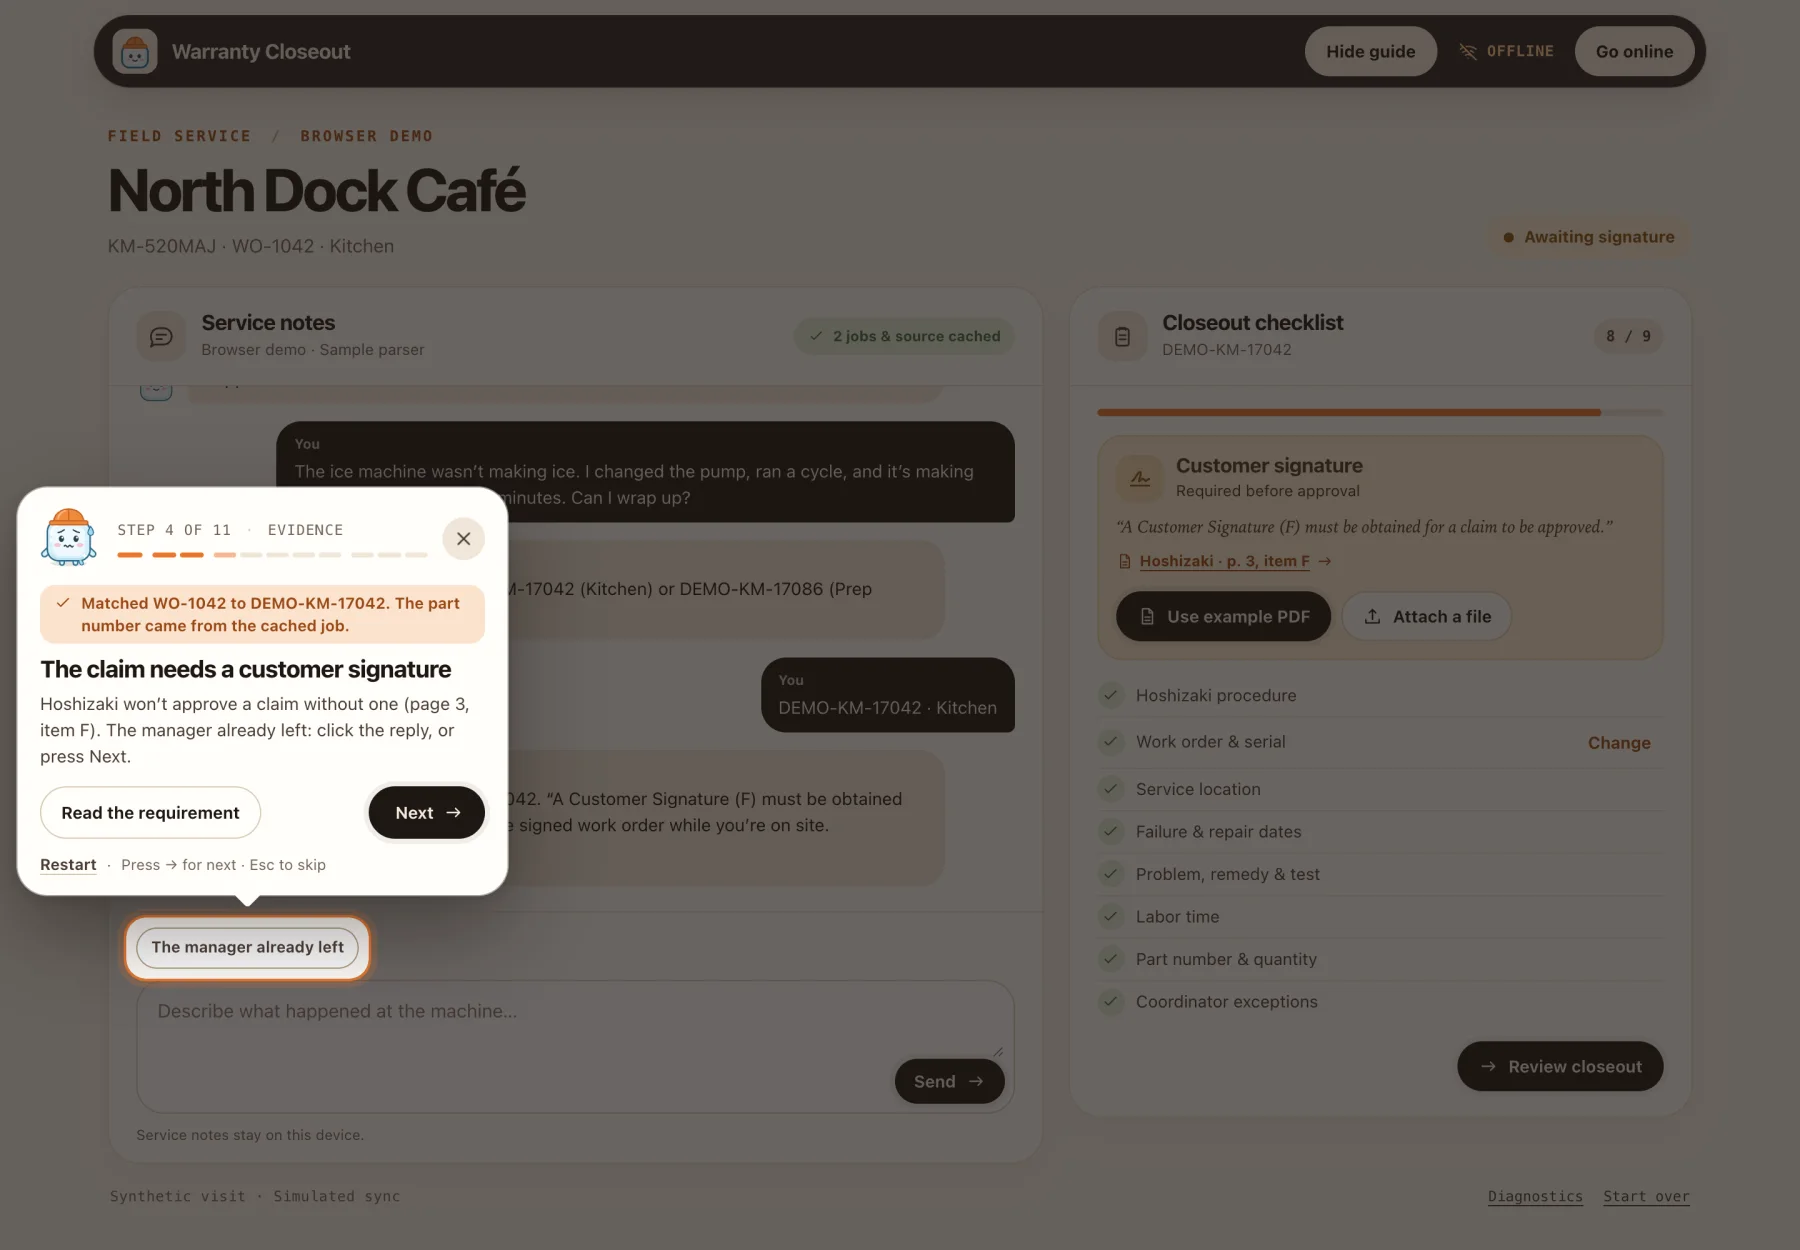 Warranty Closeout
Hide guide
OFFLINE
Go online
FIELD SERVICE / BROWSER DEMO
North Dock Café
KM-520MAJ · WO-1042 · Kitchen
Awaiting signature
Service notes
Browser demo · Sample parser
2 jobs & source cached
You
The ice machine wasn’t making ice. I changed the pump, ran a cycle, and it’s making
minutes. Can I wrap up?
M-17042 (Kitchen) or DEMO-KM-17086 (Prep
You
DEMO-KM-17042 · Kitchen
042. “A Customer Signature (F) must be obtained
signed work order while you’re on site.
STEP 4 OF 11 · EVIDENCE
Matched WO-1042 to DEMO-KM-17042. The part
number came from the cached job.
The claim needs a customer signature
Hoshizaki won’t approve a claim without one (page 3,
item F). The manager already left: click the reply, or
press Next.
Read the requirement
Next →
Restart · Press → for next · Esc to skip
The manager already left
Describe what happened at the machine...
Send →
Service notes stay on this device.
Closeout checklist
DEMO-KM-17042
8 / 9
Customer signature
Required before approval
“A Customer Signature (F) must be obtained for a claim to be approved.”
Hoshizaki · p. 3, item F →
Use example PDF
Attach a file
Hoshizaki procedure
Work order & serial
Change
Service location
Failure & repair dates
Problem, remedy & test
Labor time
Part number & quantity
Coordinator exceptions
→ Review closeout
Synthetic visit · Simulated sync
Diagnostics
Start over